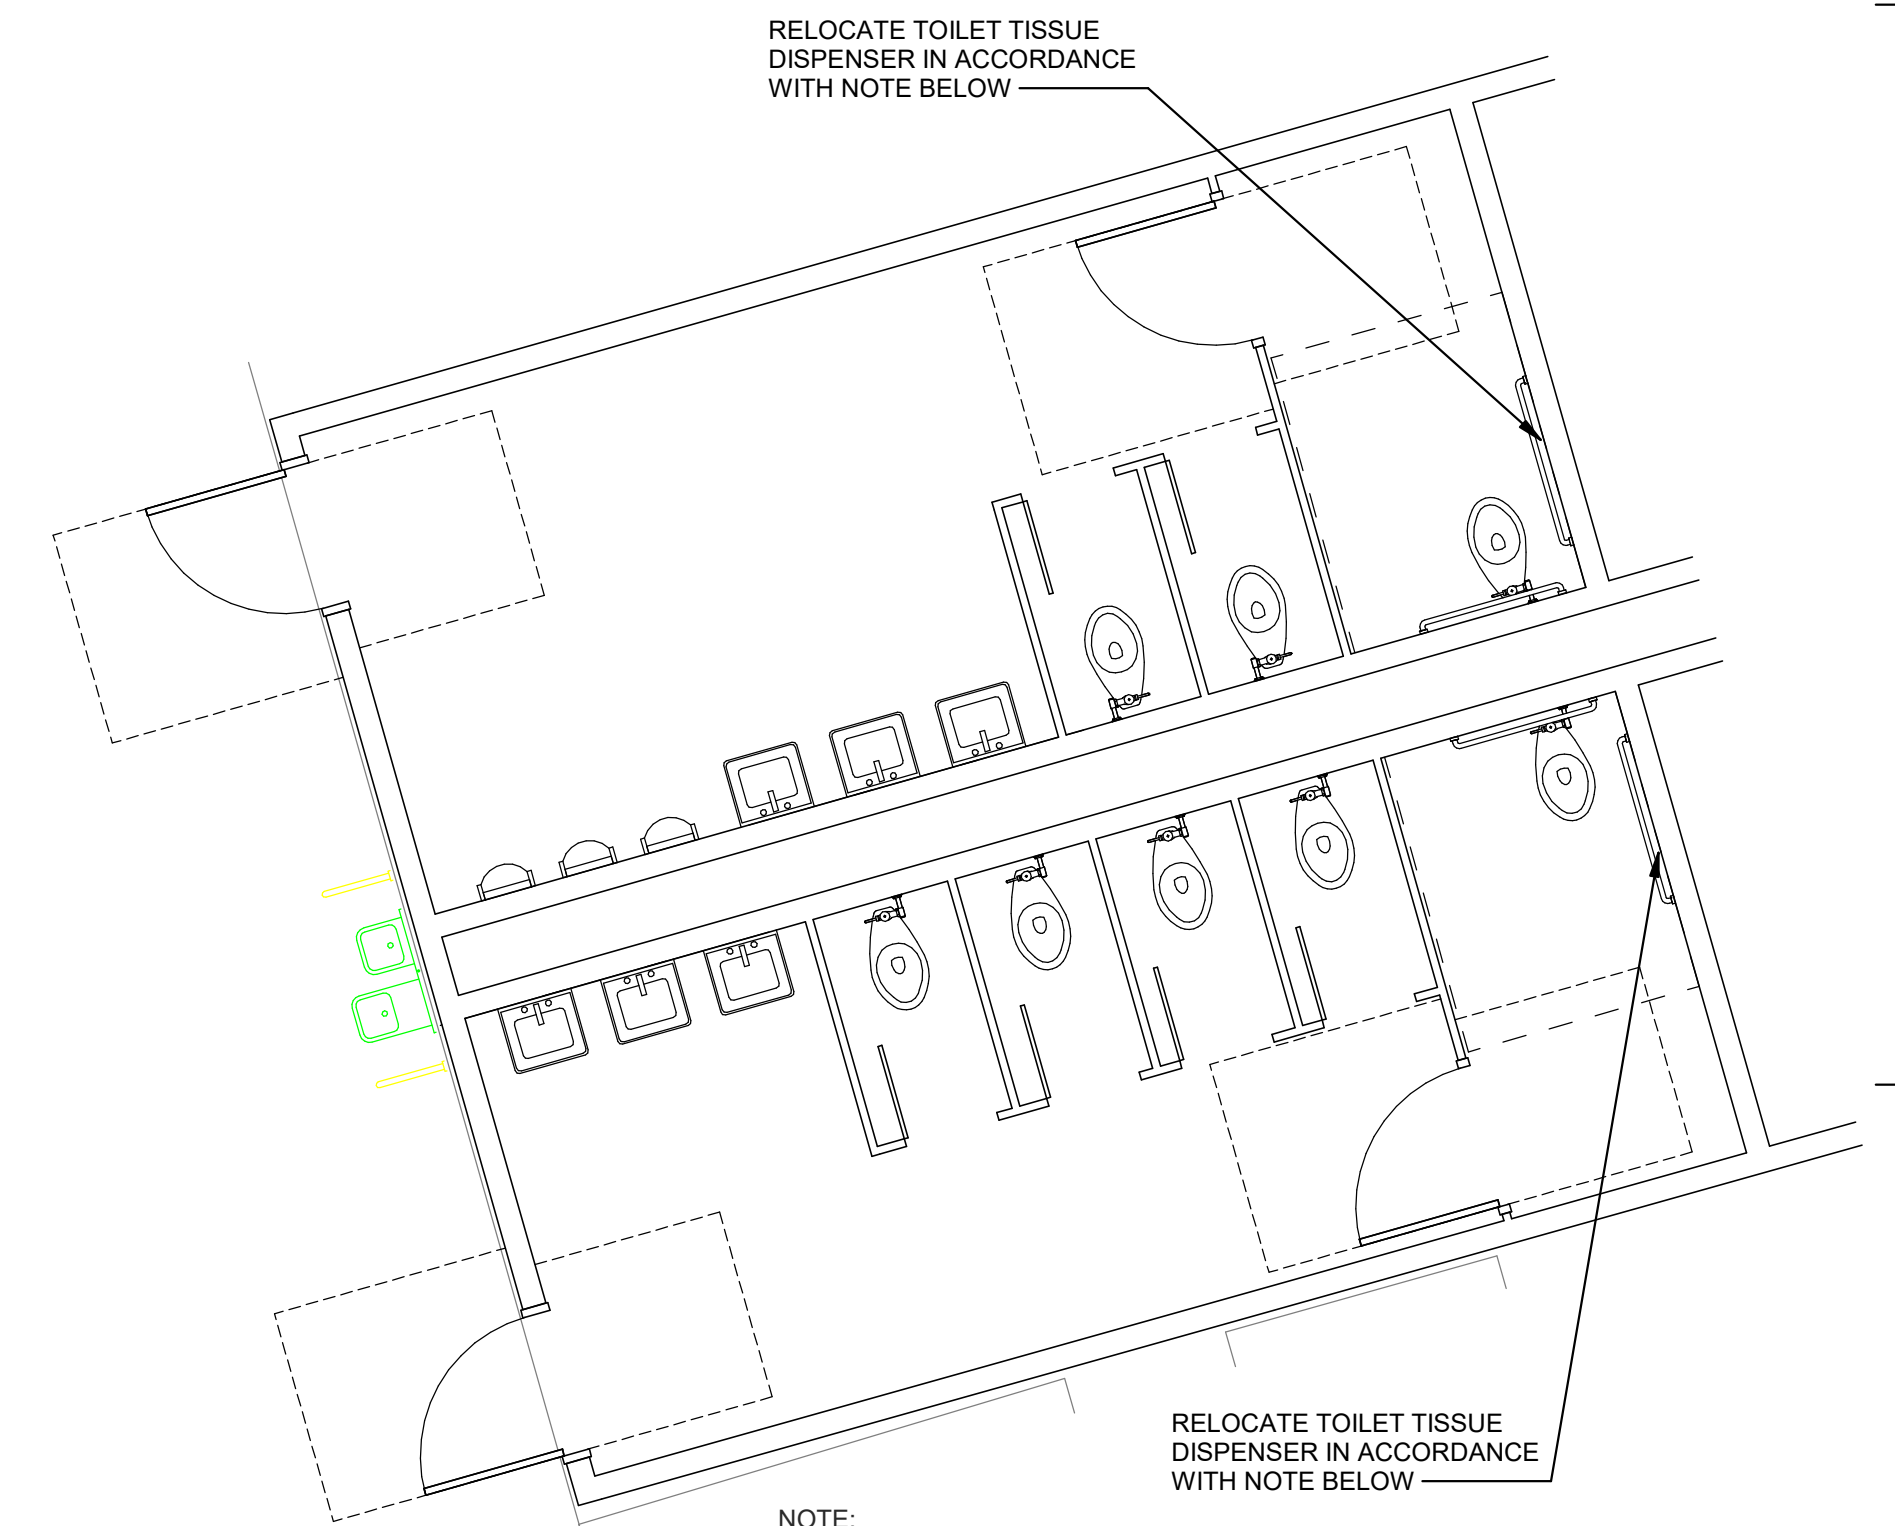 RELOCATE TOILET TISSUE
DISPENSER IN ACCORDANCE
WITH NOTE BELOW
RELOCATE TOILET TISSUE
DISPENSER IN ACCORDANCE
WITH NOTE BELOW
NOTE: